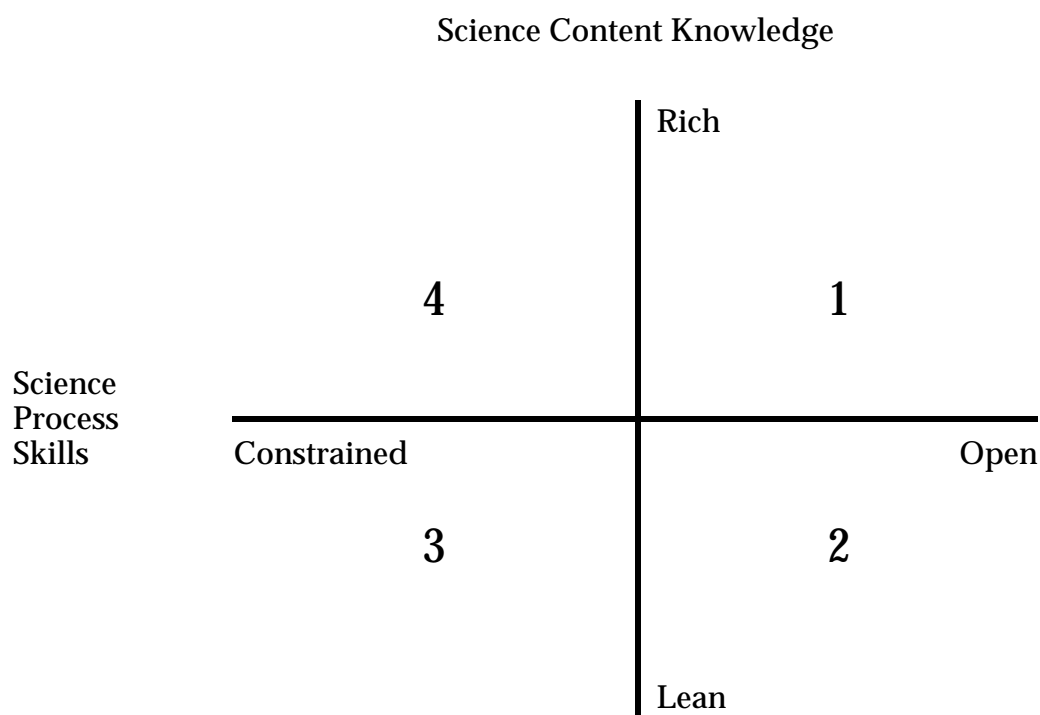 Science Content Knowledge
Rich
4
1
Science
Process
Skills
Constrained
Open
3
2
Lean